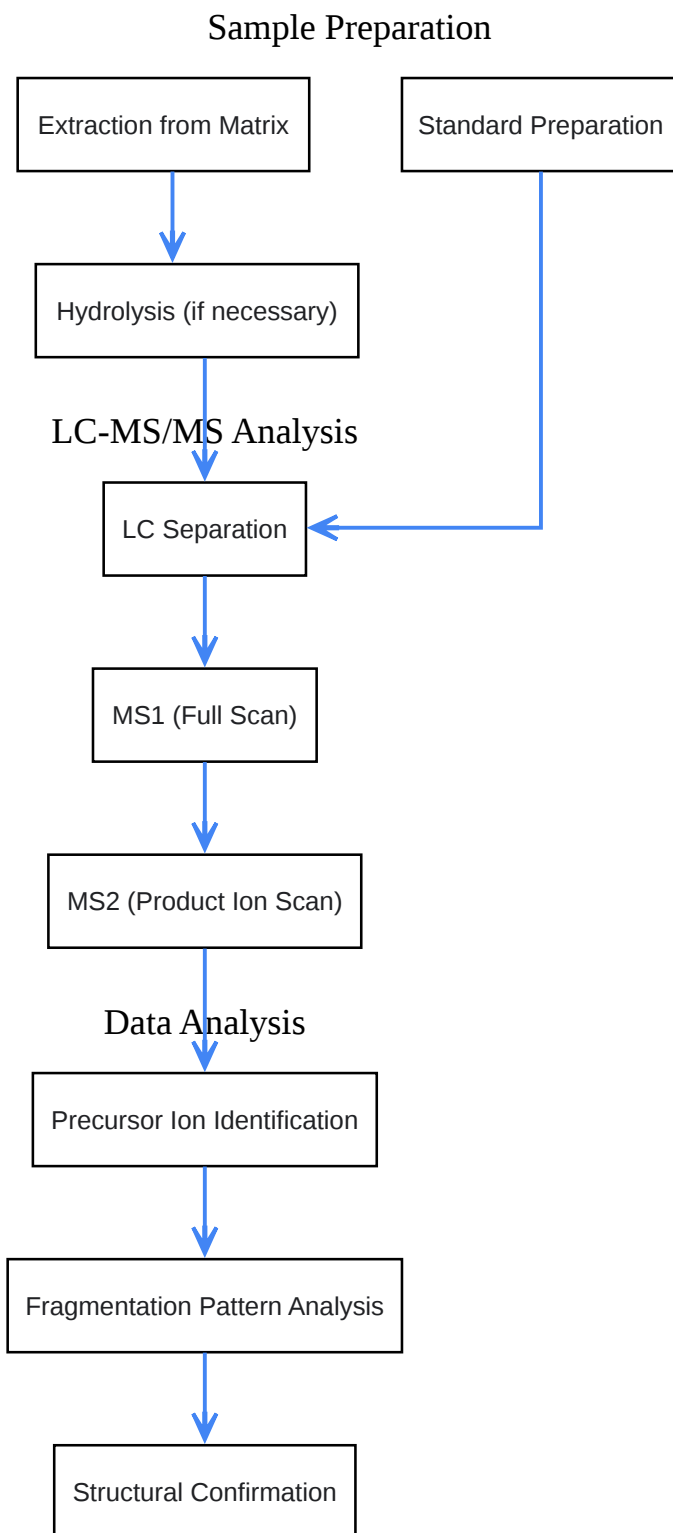 Sample Preparation
Extraction from Matrix
Standard Preparation
Hydrolysis (if necessary)
LC-MS/MS Analysis
LC Separation
MS1 (Full Scan)
MS2 (Product Ion Scan)
Data Analysis
Precursor Ion Identification
Fragmentation Pattern Analysis
Structural Confirmation